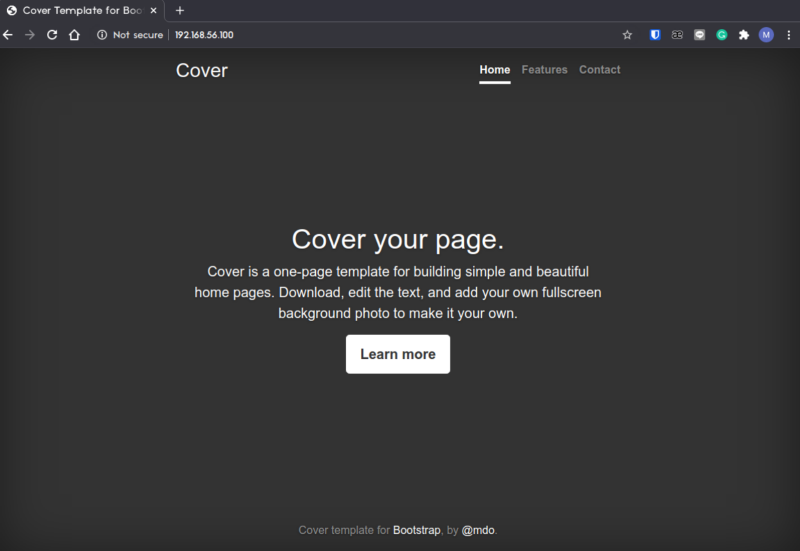 Cover Template for Boo
Not secure 192.168.56.100
M
Cover
Home Features Contact
Cover your page.
Cover is a one-page template for building simple and beautiful
home pages. Download, edit the text, and add your own fullscreen
background photo to make it your own.
Learn more
Cover template for Bootstrap, by @mdo.